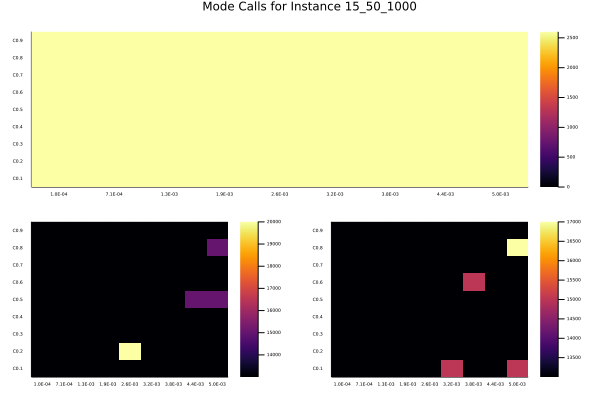 Mode Calls for Instance 15_50_1000
C0.9
C0.8
C0.7
C0.6
C0.5
C0.4
C0.3
C0.2
C0.1
1.0E-04 7.1E-04 1.3E-03 1.9E-03 2.6E-03 3.2E-03 3.8E-03 4.4E-03 5.0E-03
2500
2000
1500
1000
500
0
C0.9
C0.8
C0.7
C0.6
C0.5
C0.4
C0.3
C0.2
C0.1
1.0E-04 7.1E-04 1.3E-03 1.9E-03 2.6E-03 3.2E-03 3.8E-03 4.4E-03 5.0E-03
20000
19000
18000
17000
16000
15000
14000
C0.9
C0.8
C0.7
C0.6
C0.5
C0.4
C0.3
C0.2
C0.1
1.0E-04 7.1E-04 1.3E-03 1.9E-03 2.6E-03 3.2E-03 3.8E-03 4.4E-03 5.0E-03
17000
16500
16000
15500
15000
14500
14000
13500